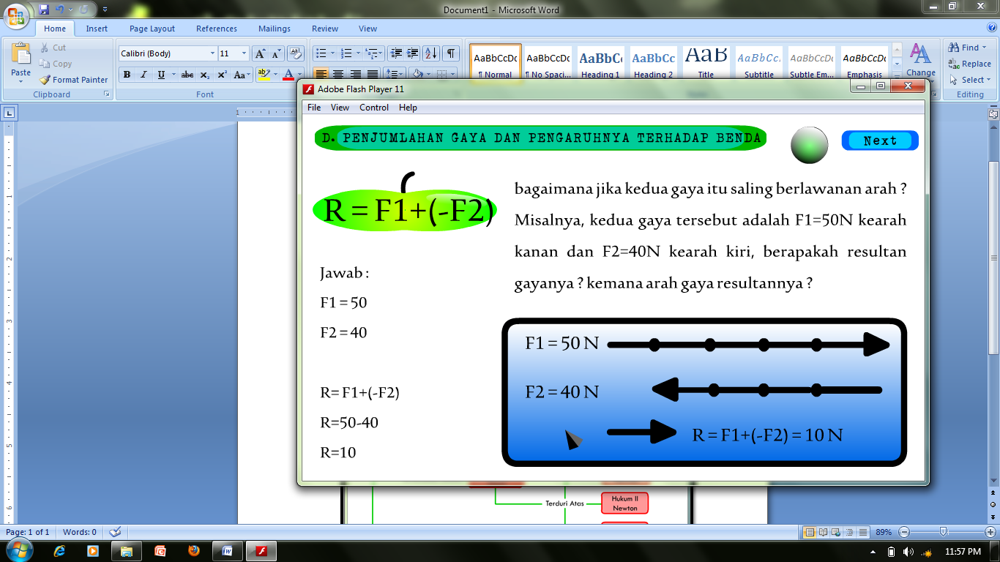 Document1 - Microsoft Word
Home Insert Page Layout References Mailings Review View
Paste
Cut
Copy
Format Painter
Clipboard
Calibri (Body) 11
B I U abc x₂ x² Aa
Font
AaBbCcDc AaBbCcDc AaBbC AaBbCc AaB AaBbCc AaBbCcDc AaBbCcDc
¶ Normal ¶ No Spaci... Heading 1 Heading 2 Title Subtitle Subtle Em... Emphasis
Change
Find
Replace
Select
Editing
Adobe Flash Player 11
File View Control Help
D. PENJUMLAHAN GAYA DAN PENGARUHNYA TERHADAP BENDA
Next
R = F1+(-F2)
Jawab :
F1 = 50
F2 = 40
R= F1+(-F2)
R=50-40
R=10
bagaimana jika kedua gaya itu saling berlawanan arah ?
Misalnya, kedua gaya tersebut adalah F1=50N kearah
kanan dan F2=40N kearah kiri, berapakah resultan
gayanya ? kemana arah gaya resultannya ?
F1 = 50 N
F2 = 40 N
R = F1+(-F2) = 10 N
Terduri Atas
Hukum II
Newton
Page: 1 of 1 Words: 0
89%
11:57 PM